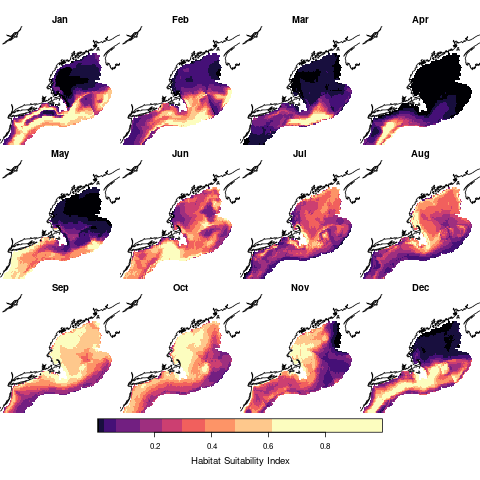 Jan Feb Mar Apr
May Jun Jul Aug
Sep Oct Nov Dec
0.2 0.4 0.6 0.8
Habitat Suitability Index